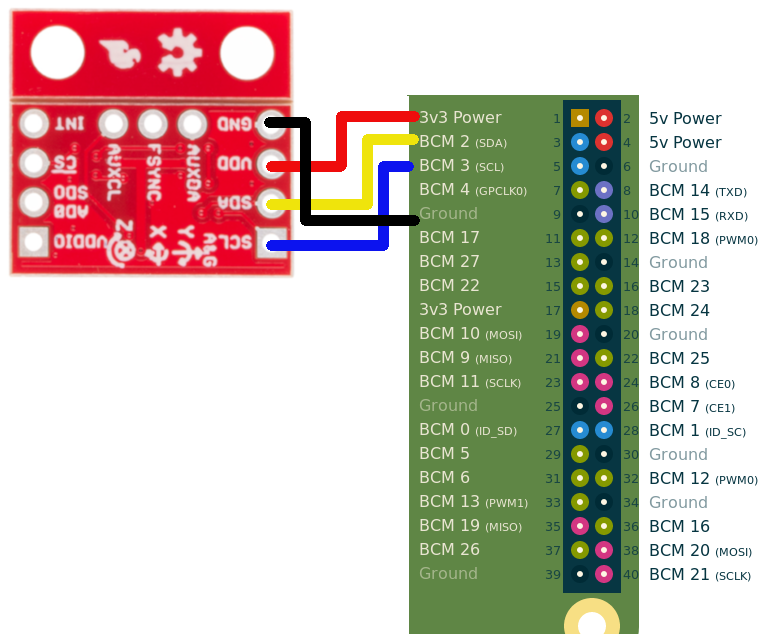 INT
CS
SDO
AD0
VDDIO
AUXCL
FSYNC
AUXDA
GND
VDD
SDA
SCL
Z
X
Y
A
G
3v3 Power 1 2 5v Power
BCM 2 (SDA) 3 4 5v Power
BCM 3 (SCL) 5 6 Ground
BCM 4 (GPCLK0) 7 8 BCM 14 (TXD)
Ground 9 10 BCM 15 (RXD)
BCM 17 11 12 BCM 18 (PWM0)
BCM 27 13 14 Ground
BCM 22 15 16 BCM 23
3v3 Power 17 18 BCM 24
BCM 10 (MOSI) 19 20 Ground
BCM 9 (MISO) 21 22 BCM 25
BCM 11 (SCLK) 23 24 BCM 8 (CE0)
Ground 25 26 BCM 7 (CE1)
BCM 0 (ID_SD) 27 28 BCM 1 (ID_SC)
BCM 5 29 30 Ground
BCM 6 31 32 BCM 12 (PWM0)
BCM 13 (PWM1) 33 34 Ground
BCM 19 (MISO) 35 36 BCM 16
BCM 26 37 38 BCM 20 (MOSI)
Ground 39 40 BCM 21 (SCLK)